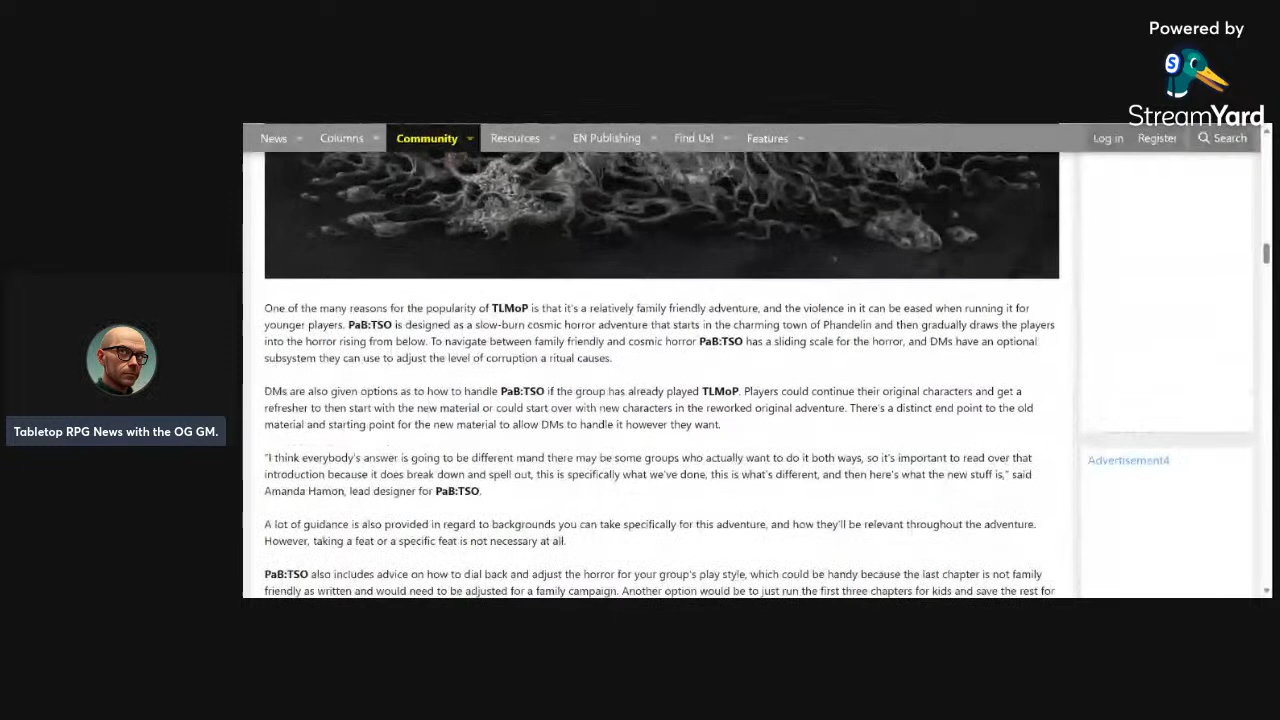 Powered by
S
StreamYard
News
Columns
Community
Resources
EN Publishing
Find Us!
Features
Log in
Register
Search
One of the many reasons for the popularity of TLMoP is that it's a relatively family friendly adventure, and the violence in it can be eased when running it for
younger players. PaB:TSO is designed as a slow-burn cosmic horror adventure that starts in the charming town of Phandelin and then gradually draws the players
into the horror rising from below. To navigate between family friendly and cosmic horror PaB:TSO has a sliding scale for the horror, and DMs have an optional
subsystem they can use to adjust the level of corruption a ritual causes.
DMs are also given options as to how to handle PaB:TSO if the group has already played TLMoP. Players could continue their original characters and get a
refresher to then start with the new material or could start over with new characters in the reworked original adventure. There's a distinct end point to the old
material and starting point for the new material to allow DMs to handle it however they want.
"I think everybody's answer is going to be different mand there may be some groups who actually want to do it both ways, so it's important to read over that
introduction because it does break down and spell out, this is specifically what we've done, this is what's different, and then here's what the new stuff is," said
Amanda Hamon, lead designer for PaB:TSO.
A lot of guidance is also provided in regard to backgrounds you can take specifically for this adventure, and how they'll be relevant throughout the adventure.
However, taking a feat or a specific feat is not necessary at all.
PaB:TSO also includes advice on how to dial back and adjust the horror for your group's play style, which could be handy because the last chapter is not family
friendly as written and would need to be adjusted for a family campaign. Another option would be to just run the first three chapters for kids and save the rest for
Advertisement4
Tabletop RPG News with the OG GM.